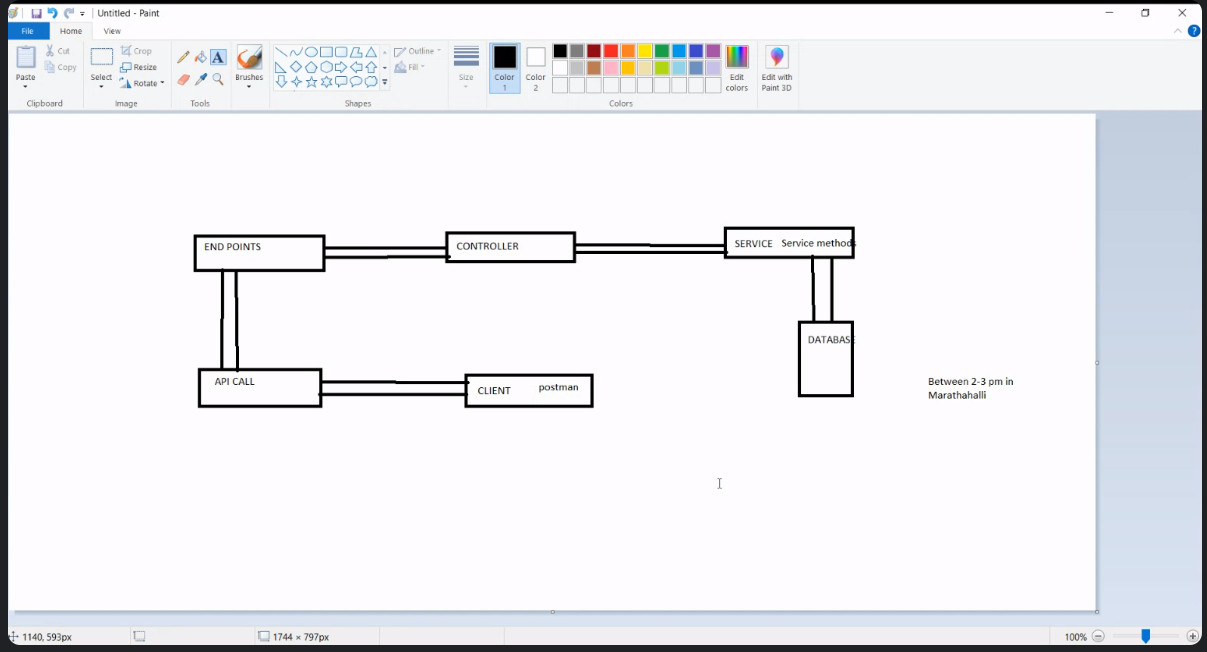 Untitled - Paint
File
Home
View
Paste
Cut
Copy
Clipboard
Select
Crop
Resize
Rotate
Image
A
Tools
Brushes
Outline
Fill
Shapes
Size
Color 1
Color 2
Edit colors
Edit with Paint 3D
Colors
END POINTS
CONTROLLER
SERVICE Service methods
DATABASE
API CALL
CLIENT postman
Between 2-3 pm in
Marathahalli
1140, 593px
1744 × 797px
100%